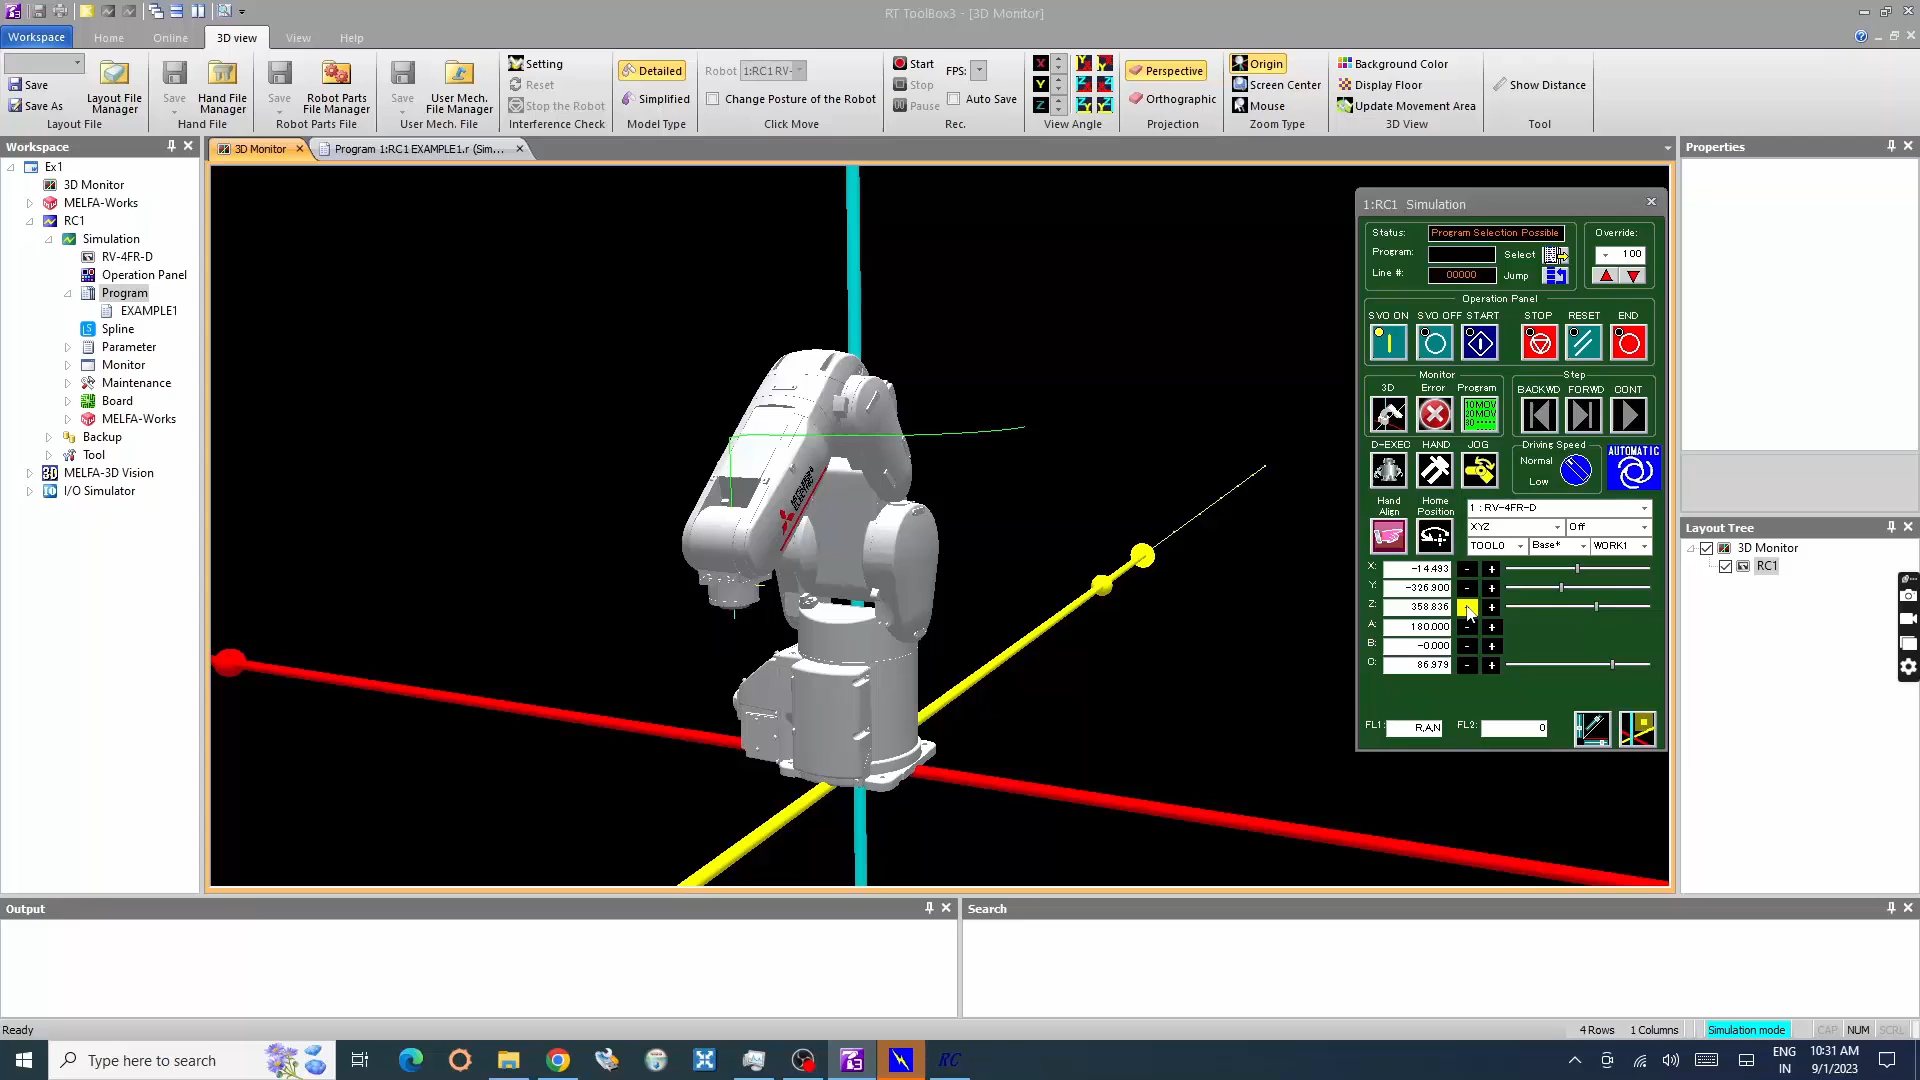 RT ToolBox3 - [3D Monitor]
Workspace
Home
Online
3D view
View
Help
Save
Save As
Layout File Manager
Layout File
Save
Hand File Manager
Hand File
Save
Robot Parts File Manager
Robot Parts File
Save
User Mech. File Manager
User Mech. File
Setting
Reset
Stop the Robot
Interference Check
Detailed
Simplified
Model Type
Robot 1:RC1 RV-
Change Posture of the Robot
Click Move
Start
Stop
Pause
FPS:
Auto Save
Rec.
X
Y
Z
View Angle
Perspective
Orthographic
Projection
Origin
Screen Center
Mouse
Zoom Type
Background Color
Display Floor
Update Movement Area
3D View
Show Distance
Tool
Workspace
3D Monitor
Program 1:RC1 EXAMPLE1.r (Sim...
Properties
Ex1
3D Monitor
MELFA-Works
RC1
Simulation
RV-4FR-D
Operation Panel
Program
EXAMPLE1
Spline
Parameter
Monitor
Maintenance
Board
MELFA-Works
Backup
Tool
MELFA-3D Vision
I/O Simulator
1:RC1 Simulation
Status: Program Selection Possible
Override:
Program:
Select
100
Line #: 00000 Jump
Operation Panel
SVO ON SVO OFF START STOP RESET END
Monitor
Step
3D Error Program
BACKWD FORWD CONT
10MOV
20MOV
30
D-EXEC HAND JOG
Driving Speed
Normal
Low
AUTOMATIC
Hand Align
Home Position
1 : RV-4FR-D
XYZ Off
TOOL0 Base* WORK1
X: -14.493 - +
Y: -326.900 - +
Z: 358.836 - +
A: 180.000 - +
B: -0.000 - +
C: 86.979 - +
FL1: R,A,N FL2: 0
Layout Tree
3D Monitor
RC1
Output
Search
Ready
4 Rows 1 Columns Simulation mode CAP NUM SCRL
Type here to search
RC
ENG
IN
10:31 AM
9/1/2023